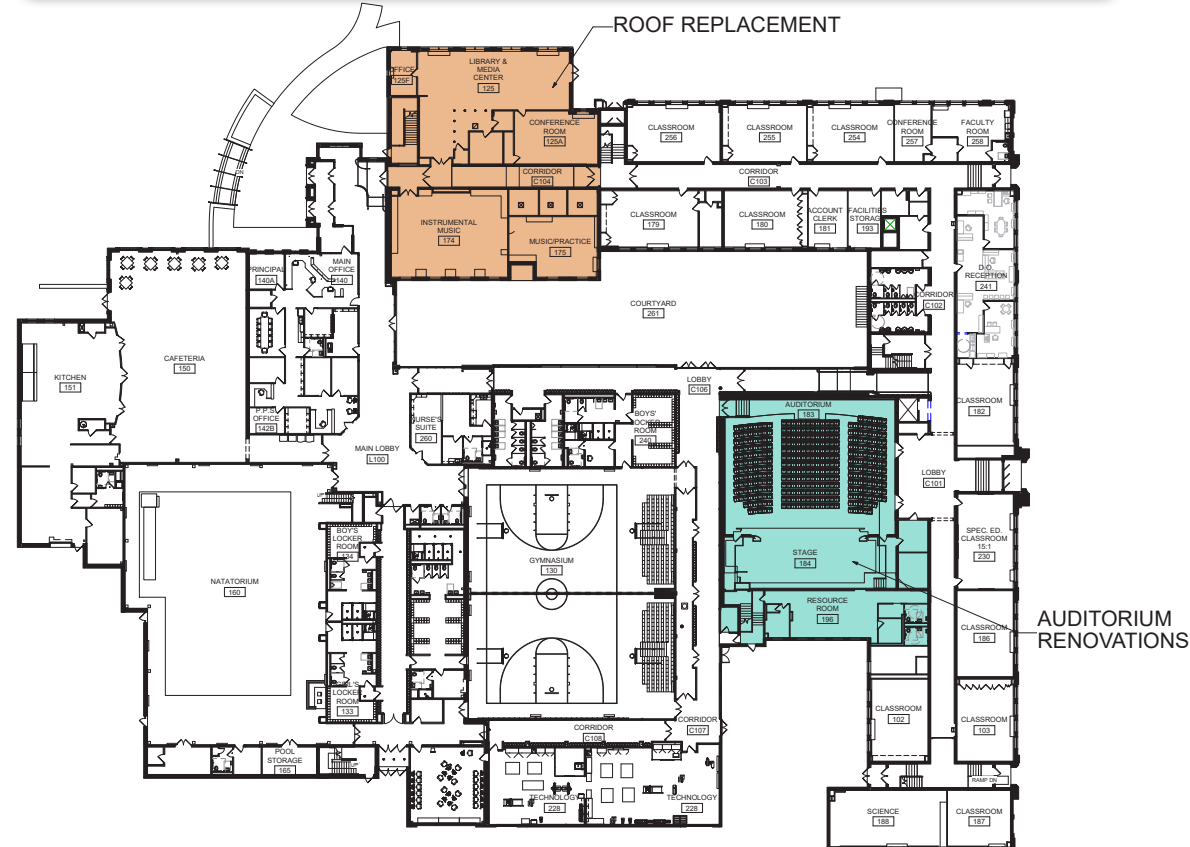 ROOF REPLACEMENT
OFFICE
125F
LIBRARY &
MEDIA
CENTER
125
CONFERENCE
ROOM
125A
CLASSROOM
256
CLASSROOM
255
CLASSROOM
254
CONFERENCE
ROOM
257
FACULTY
ROOM
258
CORRIDOR
C104
CORRIDOR
C103
DN
INSTRUMENTAL
MUSIC
174
MUSIC/PRACTICE
175
CLASSROOM
179
CLASSROOM
180
ACCOUNT
CLERK
181
FACILITIES
STORAGE
193
D.O.
RECEPTION
241
PRINCIPAL
140A
MAIN
OFFICE
140
COURTYARD
261
CORRIDOR
C102
CAFETERIA
150
KITCHEN
151
P.P.S
OFFICE
142B
NURSE'S
SUITE
260
BOYS'
LOCKER
ROOM
240
LOBBY
C106
AUDITORIUM
183
CLASSROOM
182
MAIN LOBBY
L100
LOBBY
C101
UP
BOY'S
LOCKER
ROOM
134
GYMNASIUM
130
STAGE
184
SPEC. ED.
CLASSROOM
15:1
230
NATATORIUM
160
RESOURCE
ROOM
196
CLASSROOM
186
AUDITORIUM
RENOVATIONS
LOCKER
ROOM
133
CLASSROOM
102
CLASSROOM
103
CORRIDOR
C108
CORRIDOR
C107
POOL
STORAGE
165
RAMP DN
TECHNOLOGY
228
TECHNOLOGY
228
SCIENCE
188
CLASSROOM
187